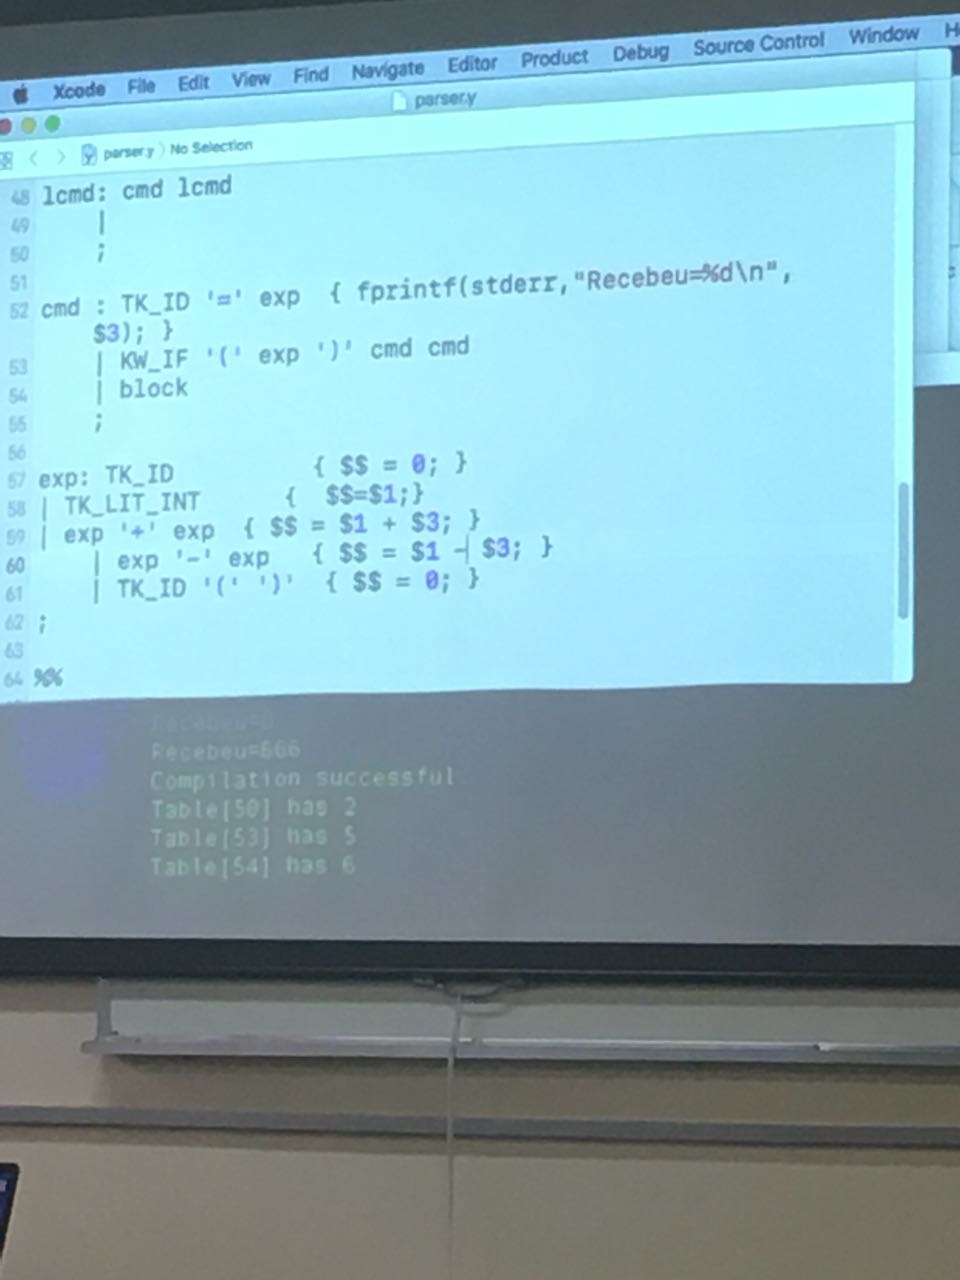 Xcode File Edit View Find Navigate Editor Product Debug Source Control Window
parser.y
parser.y No Selection
48 lcmd: cmd lcmd
49 |
50 ;
51
52 cmd : TK_ID '=' exp { fprintf(stderr,"Recebeu=%d\n",
$3); }
53 | KW_IF '(' exp ')' cmd cmd
54 | block
55 ;
56
57 exp: TK_ID { $$ = 0; }
58 | TK_LIT_INT { $$=$1;}
59 | exp '+' exp { $$ = $1 + $3; }
60 | exp '-' exp { $$ = $1 - $3; }
61 | TK_ID '(' ')' { $$ = 0; }
62 ;
63
64 %%
Recebeu=666
Compilation successful
Table[50] has 2
Table[53] has 5
Table[54] has 6